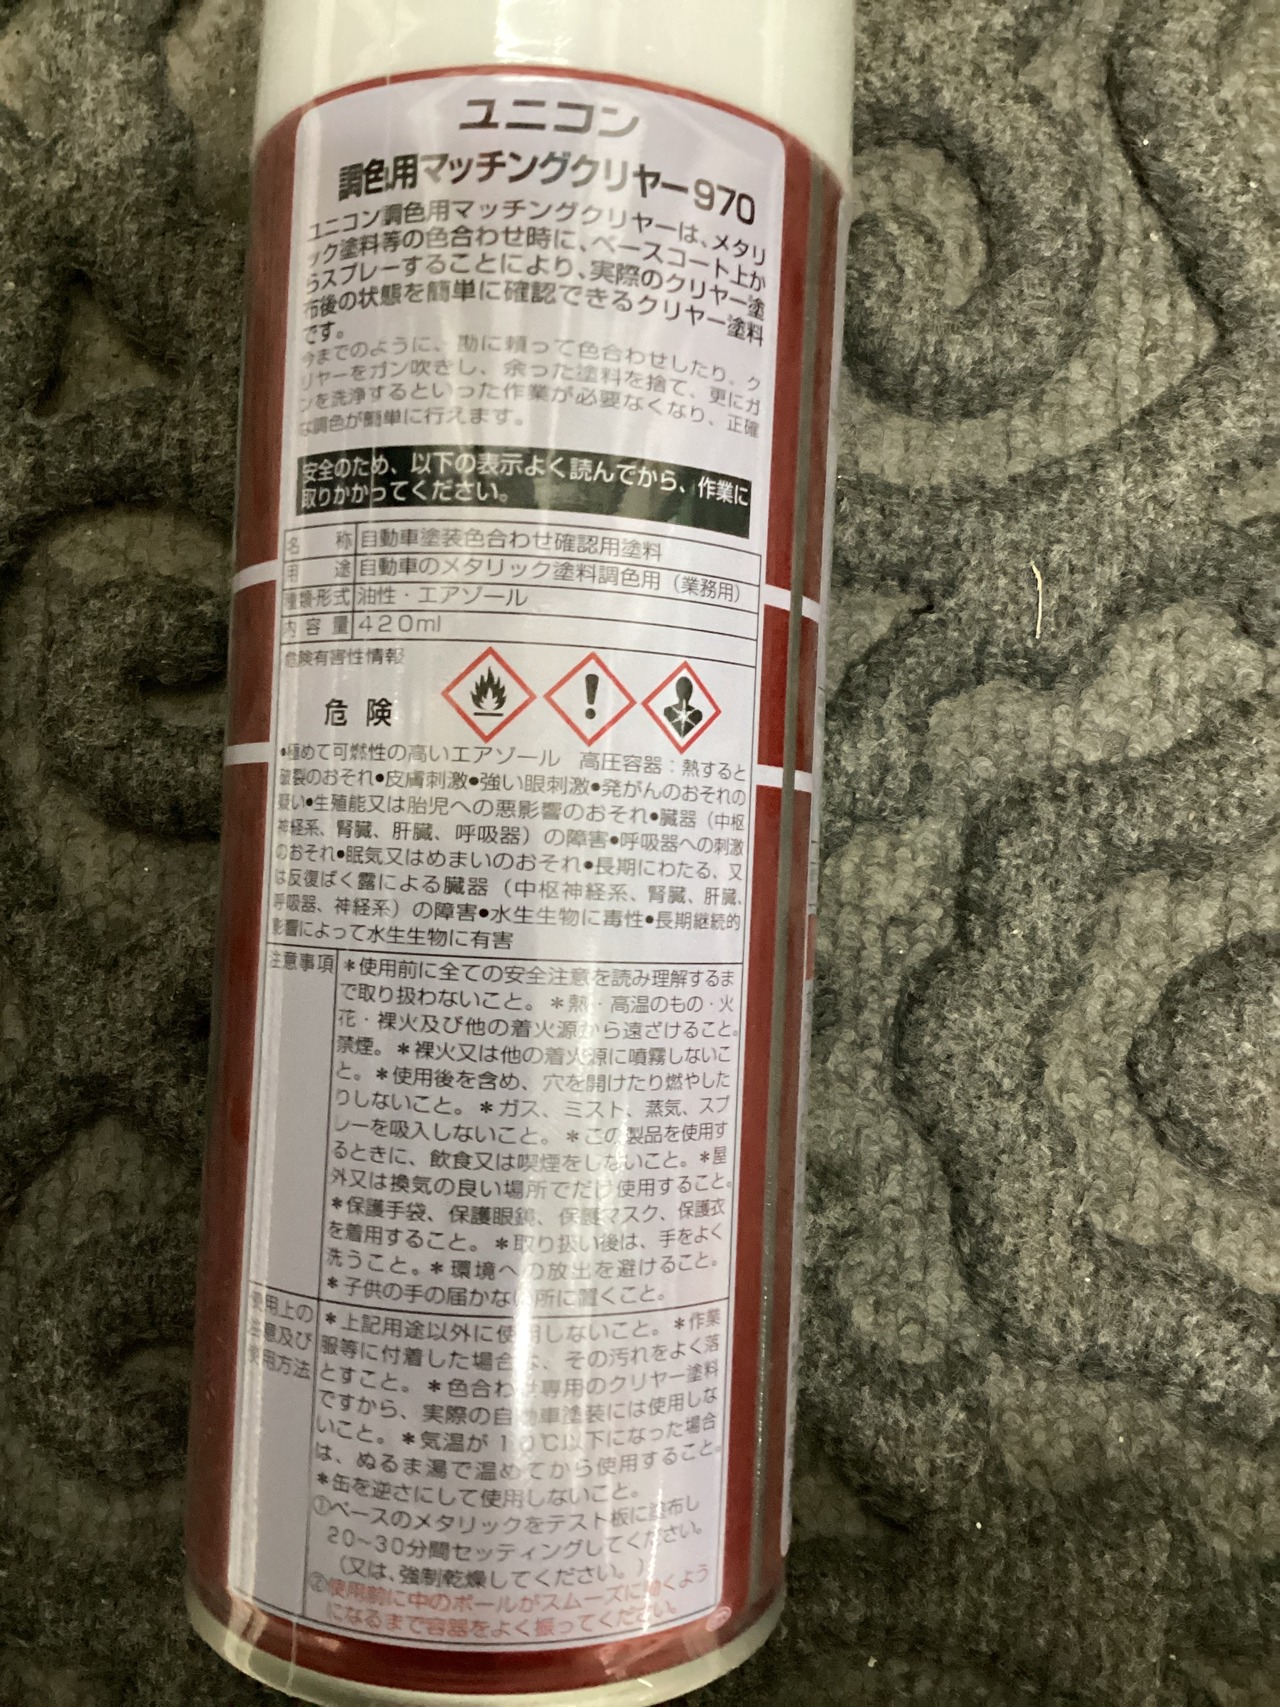 ユニコン
調色用マッチングクリヤー970
ユニコン調色用マッチングクリヤーは、メタリ
ック塗料等の色合わせ時に、ベースコート上か
らスプレーすることにより、実際のクリヤー塗
布後の状態を簡単に確認できるクリヤー塗料
です。
今までのように、勘に頼って色合わせしたり、ク
リヤーをガン吹きし、余った塗料を捨て、更にガ
ンを洗浄するといった作業が必要なくなり、正確
な調色が簡単に行えます。
安全のため、以下の表示よく読んでから、作業に
取りかかってください。
名 称 自動車塗装色合わせ確認用塗料
用 途 自動車のメタリック塗料調色用（業務用）
種類・形式 油性・エアゾール
内 容 量 420ml
危険有害性情報
危 険
●極めて可燃性の高いエアゾール 高圧容器：熱すると
破裂のおそれ●皮膚刺激●強い眼刺激●発がんのおそれの
疑い●生殖能又は胎児への悪影響のおそれ●臓器（中枢
神経系、腎臓、肝臓、呼吸器）の障害●呼吸器への刺激
のおそれ●眠気又はめまいのおそれ●長期にわたる、又
は反復ばく露による臓器（中枢神経系、腎臓、肝臓、
呼吸器、神経系）の障害●水生生物に毒性●長期継続的
影響によって水生生物に有害
注意事項 ＊使用前に全ての安全注意を読み理解するま
で取り扱わないこと。＊熱・高温のもの・火
花・裸火及び他の着火源から遠ざけること。
禁煙。＊裸火又は他の着火源に噴霧しないこ
と。＊使用後を含め、穴を開けたり燃やした
りしないこと。＊ガス、ミスト、蒸気、スプ
レーを吸入しないこと。＊この製品を使用す
るときに、飲食又は喫煙をしないこと。＊屋
外又は換気の良い場所でだけ使用すること。
＊保護手袋、保護眼鏡、保護マスク、保護衣
を着用すること。＊取り扱い後は、手をよく
洗うこと。＊環境への放出を避けること。
＊子供の手の届かない所に置くこと。
使用上の
注意及び
使用方法
＊上記用途以外に使用しないこと。＊作業
服等に付着した場合は、その汚れをよく落
とすこと。＊色合わせ専用のクリヤー塗料
ですから、実際の自動車塗装には使用しな
いこと。＊気温が10℃以下になった場合
は、ぬるま湯で温めてから使用すること。
＊缶を逆さにして使用しないこと。
①ベースのメタリックをテスト板に塗布し
20～30分間セッティングしてください。
（又は、強制乾燥してください。）
②使用前に中のボールがスムーズに動くよう
になるまで容器をよく振ってください。